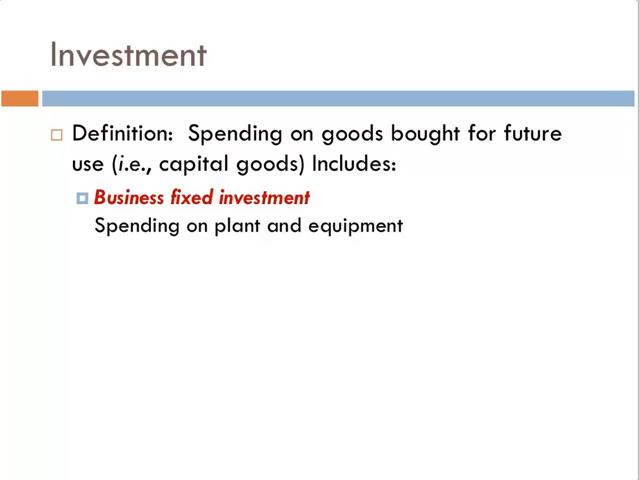 Investment
Definition:  Spending on goods bought for future
use (i.e., capital goods) Includes:
Business fixed investment
Spending on plant and equipment